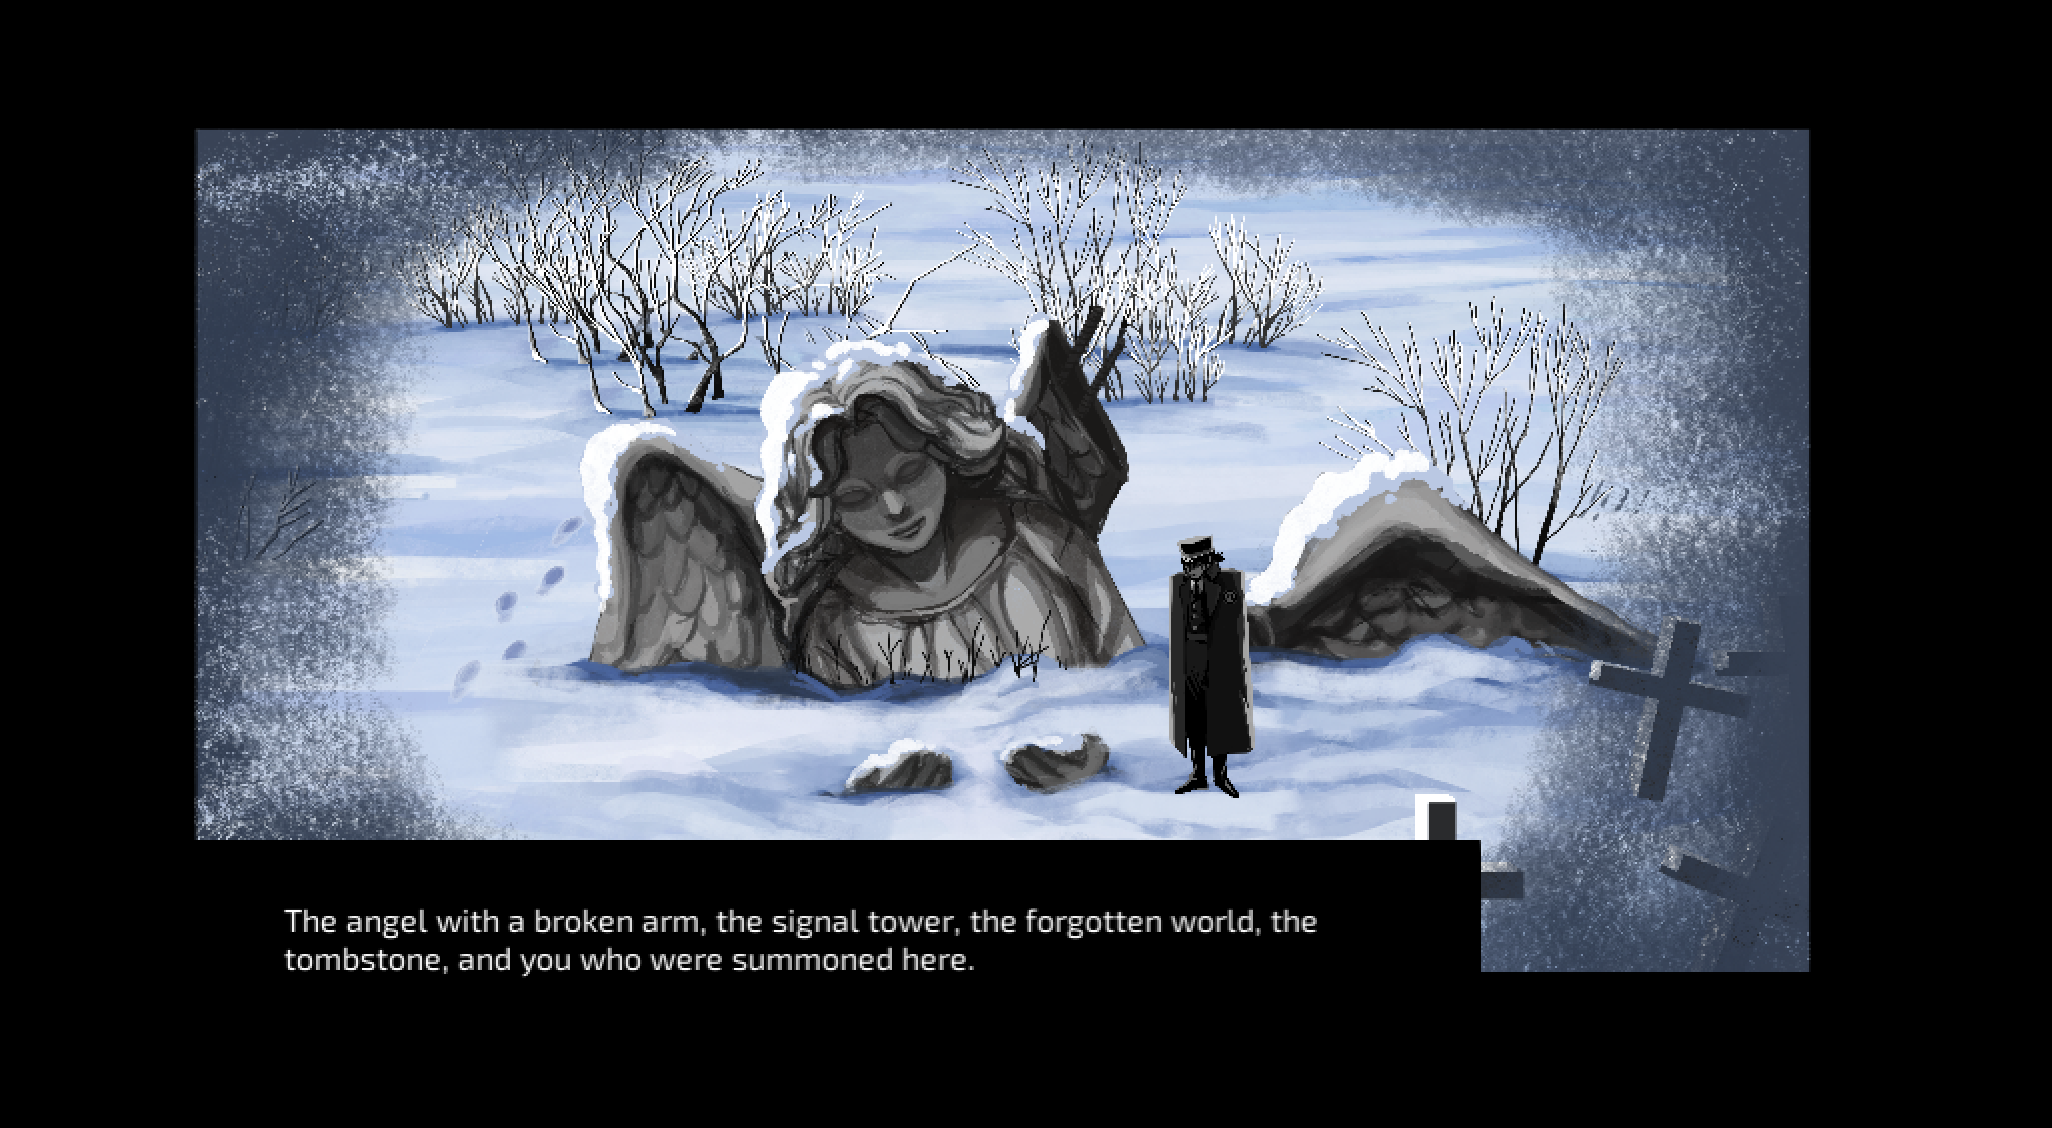 The angel with a broken arm, the signal tower, the forgotten world, the
tombstone, and you who were summoned here.